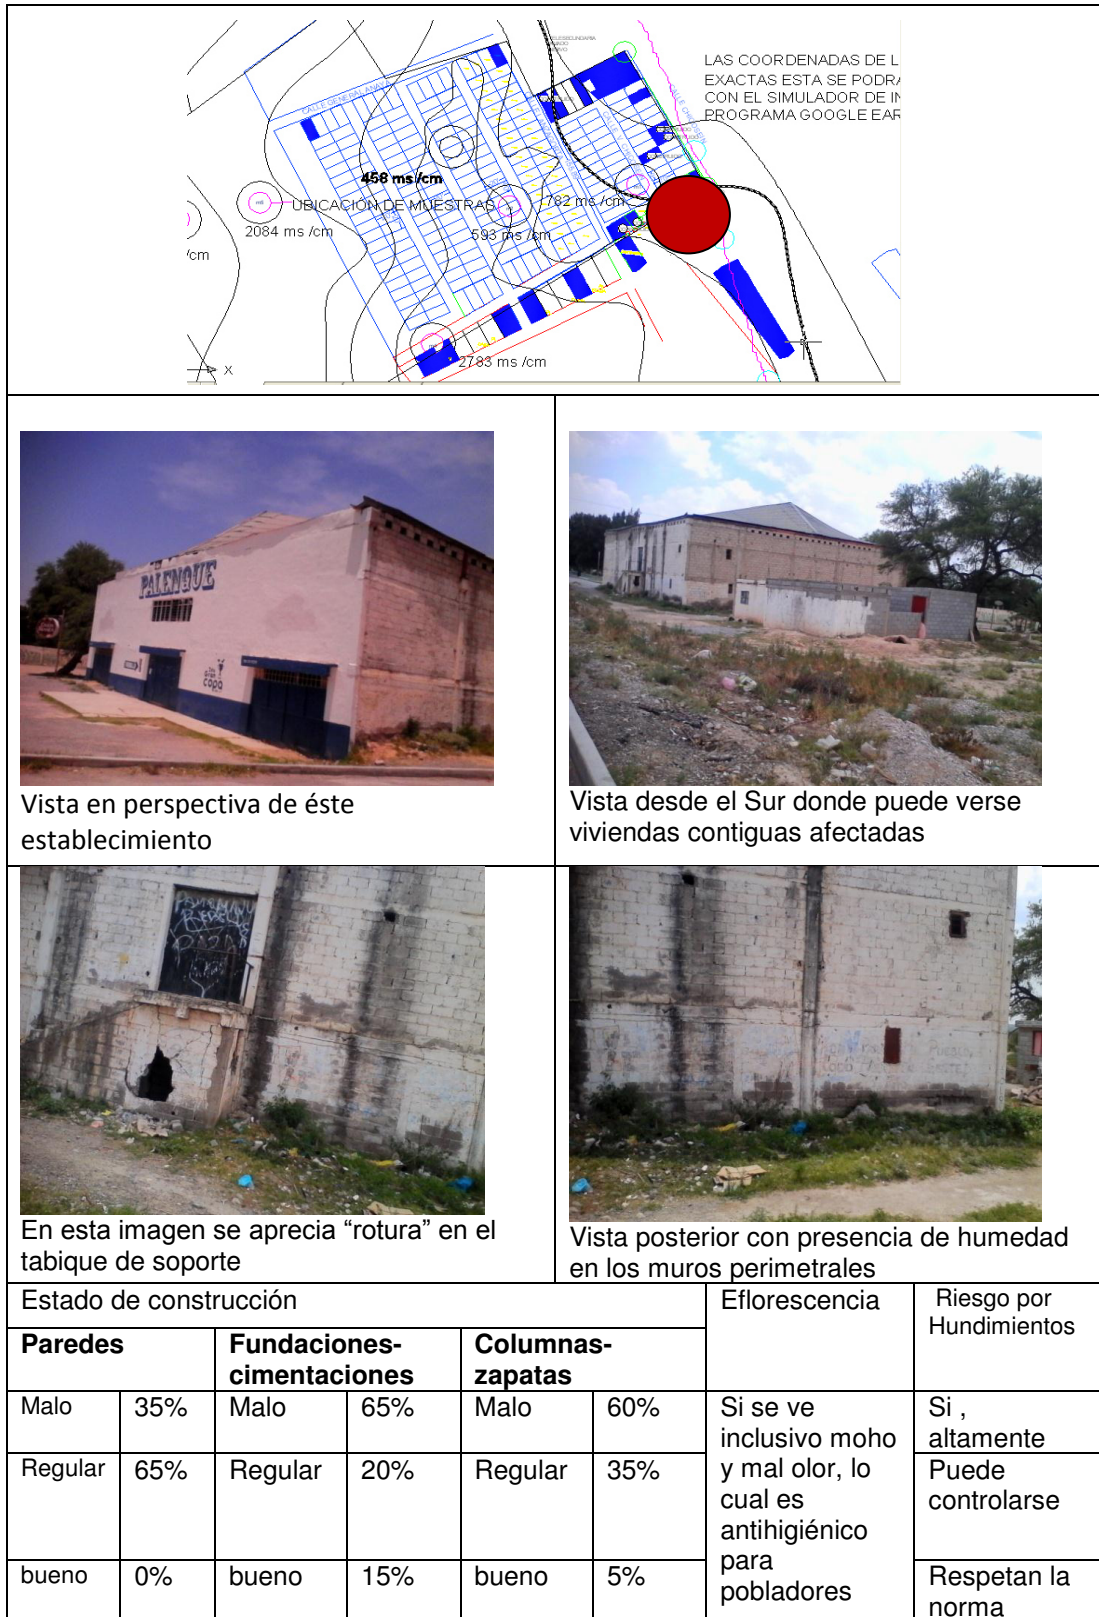 LAS COORDENADAS DE L
EXACTAS ESTA SE PODRA
CON EL SIMULADOR DE IN
PROGRAMA GOOGLE EAR
CALLE GENERAL ANAYA
458 ms /cm
UBICACIÓN DE MUESTRAS
2084 ms /cm
593 ms /cm
782 ms /cm
/cm
2783 ms /cm
X
PALENQUE
copa
Vista en perspectiva de éste
establecimiento
Vista desde el Sur donde puede verse
viviendas contiguas afectadas
En esta imagen se aprecia “rotura” en el
tabique de soporte
Vista posterior con presencia de humedad
en los muros perimetrales
Estado de construcción
Eflorescencia
Riesgo por
Hundimientos
Paredes
Fundaciones-
cimentaciones
Columnas-
zapatas
Malo 35% Malo 65% Malo 60%
Si se ve
inclusivo moho
y mal olor, lo
cual es
antihigiénico
para
pobladores
Si ,
altamente
Regular 65% Regular 20% Regular 35%
Puede
controlarse
bueno 0% bueno 15% bueno 5%
Respetan la
norma